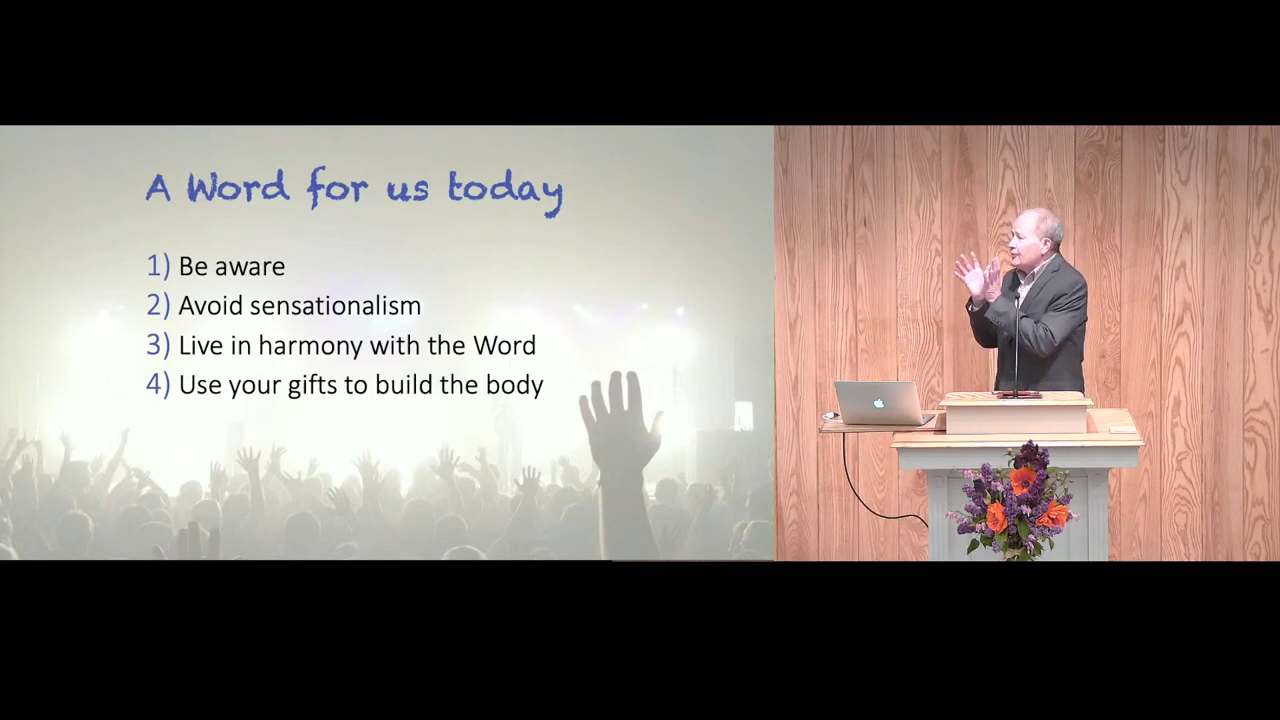 A Word for us today
1) Be aware
2) Avoid sensationalism
3) Live in harmony with the Word
4) Use your gifts to build the body